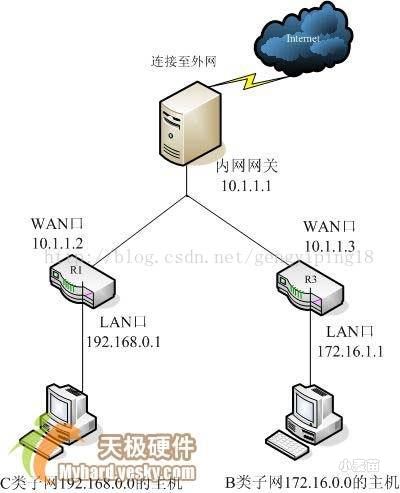 Internet
连接至外网
内网网关
10.1.1.1
WAN口
10.1.1.2
WAN口
10.1.1.3
http://blog.csdn.net/gengyiping18
R1
R3
LAN口
192.168.0.1
LAN口
172.16.1.1
天极硬件
Myhard.yesky.com
小麦苗
C类子网192.168.0.0的主机
B类子网172.16.0.0的主机